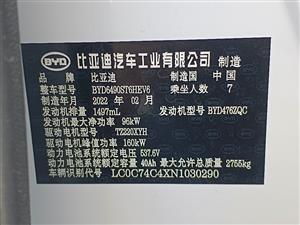 BYD 比亚迪汽车工业有限公司 制造
品牌 比亚迪 制造国 中国
整车型号 BYD6490ST6HEV6 乘坐人数 7
制造年月 2022 年 02 月
发动机排量 1497mL 发动机型号 BYD476ZQC
发动机最大净功率 96kW
驱动电机型号 TZ220XYH
驱动电机峰值功率 160kW
动力电池系统额定电压 537.6V
动力电池系统额定容量 40Ah 最大允许总质量 2755kg
车辆识别代号 LC0C74C4XN1030290